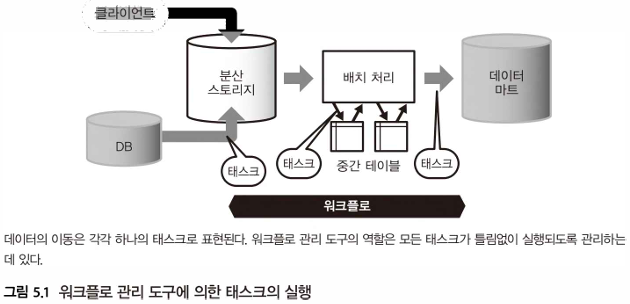 클라이언트
분산
스토리지
배치 처리
데이터
마트
DB
태스크
태스크
중간 테이블
태스크
워크플로
데이터의 이동은 각각 하나의 태스크로 표현된다. 워크플로 관리 도구의 역할은 모든 태스크가 틀림없이 실행되도록 관리하는
데 있다.
그림 5.1 워크플로 관리 도구에 의한 태스크의 실행